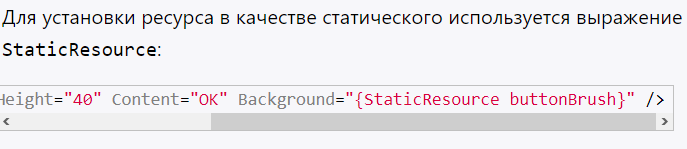 Для установки ресурса в качестве статического используется выражение
StaticResource:
Height="40" Content="OK" Background="{StaticResource buttonBrush}" />